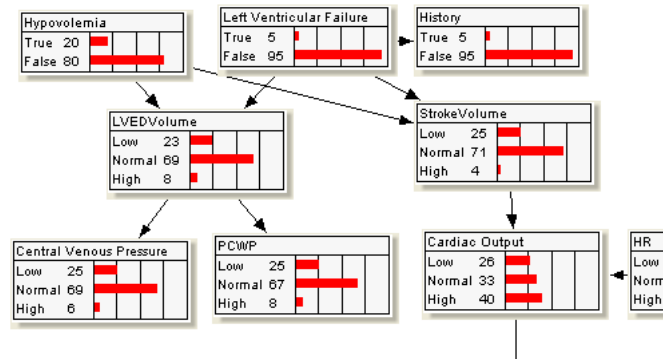 Hypovolemia
True 20
False 80
Left Ventricular Failure
True 5
False 95
History
True 5
False 95
LVEDVolume
Low 23
Normal 69
High 8
StrokeVolume
Low 25
Normal 71
High 4
Central Venous Pressure
Low 25
Normal 69
High 6
PCWP
Low 25
Normal 67
High 8
Cardiac Output
Low 26
Normal 33
High 40
HR
Low
Norm
High